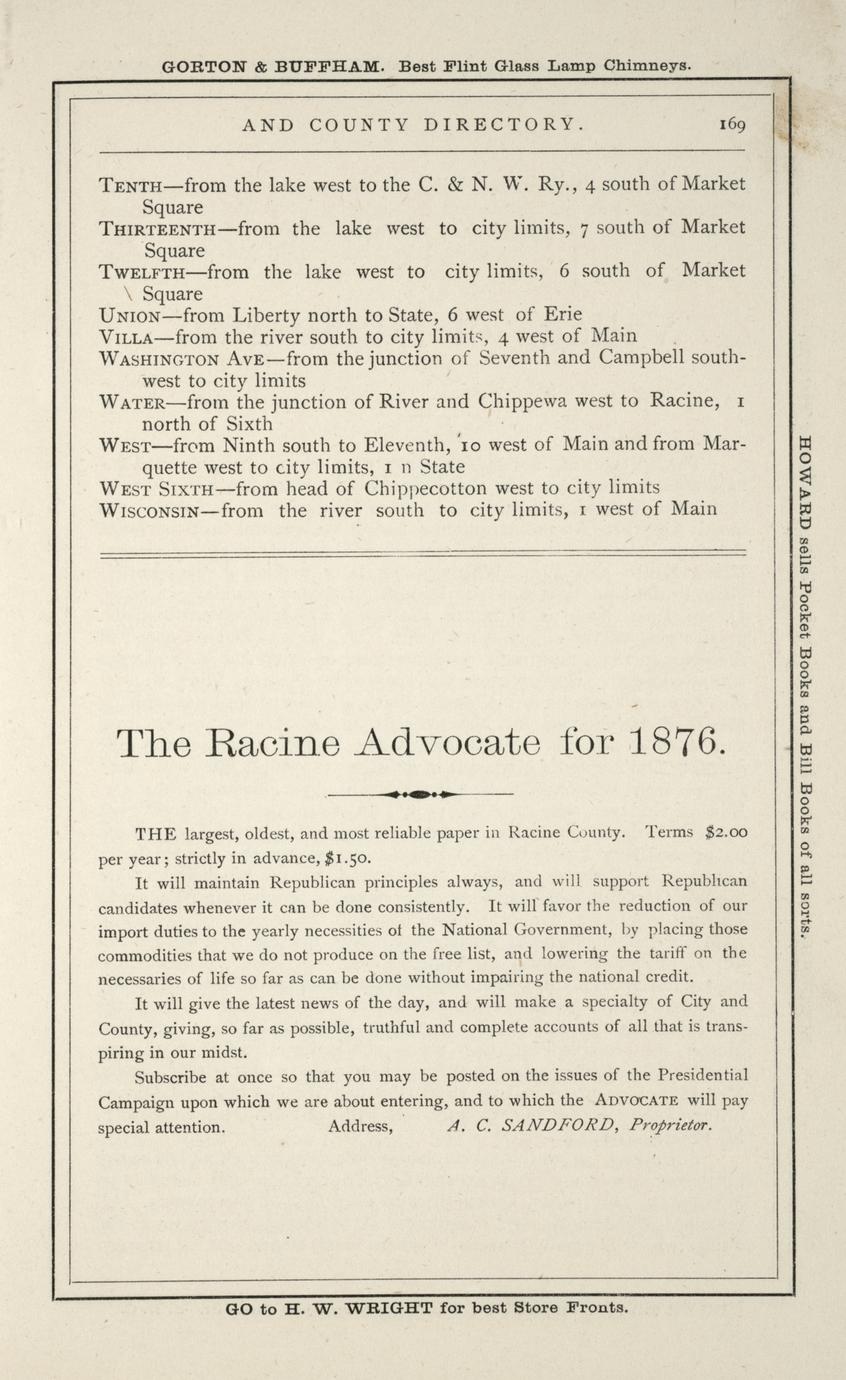 GORTON & BUFFHAM. Best Flint Glass Lamp Chimneys.
AND COUNTY DIRECTORY. 169
TENTH—from the lake west to the C. & N. W. Ry., 4 south of Market
Square
THIRTEENTH—from the lake west to city limits, 7 south of Market
Square
TWELFTH—from the lake west to city limits, 6 south of Market
Square
UNION—from Liberty north to State, 6 west of Erie
VILLA—from the river south to city limits, 4 west of Main
WASHINGTON AVE—from the junction of Seventh and Campbell south-
west to city limits
WATER—from the junction of River and Chippewa west to Racine, 1
north of Sixth
WEST—from Ninth south to Eleventh, 10 west of Main and from Mar-
quette west to city limits, 1 n State
WEST SIXTH—from head of Chippecotton west to city limits
WISCONSIN—from the river south to city limits, 1 west of Main
The Racine Advocate for 1876.
THE largest, oldest, and most reliable paper in Racine County. Terms $2.00
per year; strictly in advance, $1.50.
It will maintain Republican principles always, and will support Republican
candidates whenever it can be done consistently. It will favor the reduction of our
import duties to the yearly necessities of the National Government, by placing those
commodities that we do not produce on the free list, and lowering the tariff on the
necessaries of life so far as can be done without impairing the national credit.
It will give the latest news of the day, and will make a specialty of City and
County, giving, so far as possible, truthful and complete accounts of all that is trans-
piring in our midst.
Subscribe at once so that you may be posted on the issues of the Presidential
Campaign upon which we are about entering, and to which the ADVOCATE will pay
special attention. Address, A. C. SANDFORD, Proprietor.
GO to H. W. WRIGHT for best Store Fronts.
HOWARD sells Pocket Books and Bill Books of all sorts.